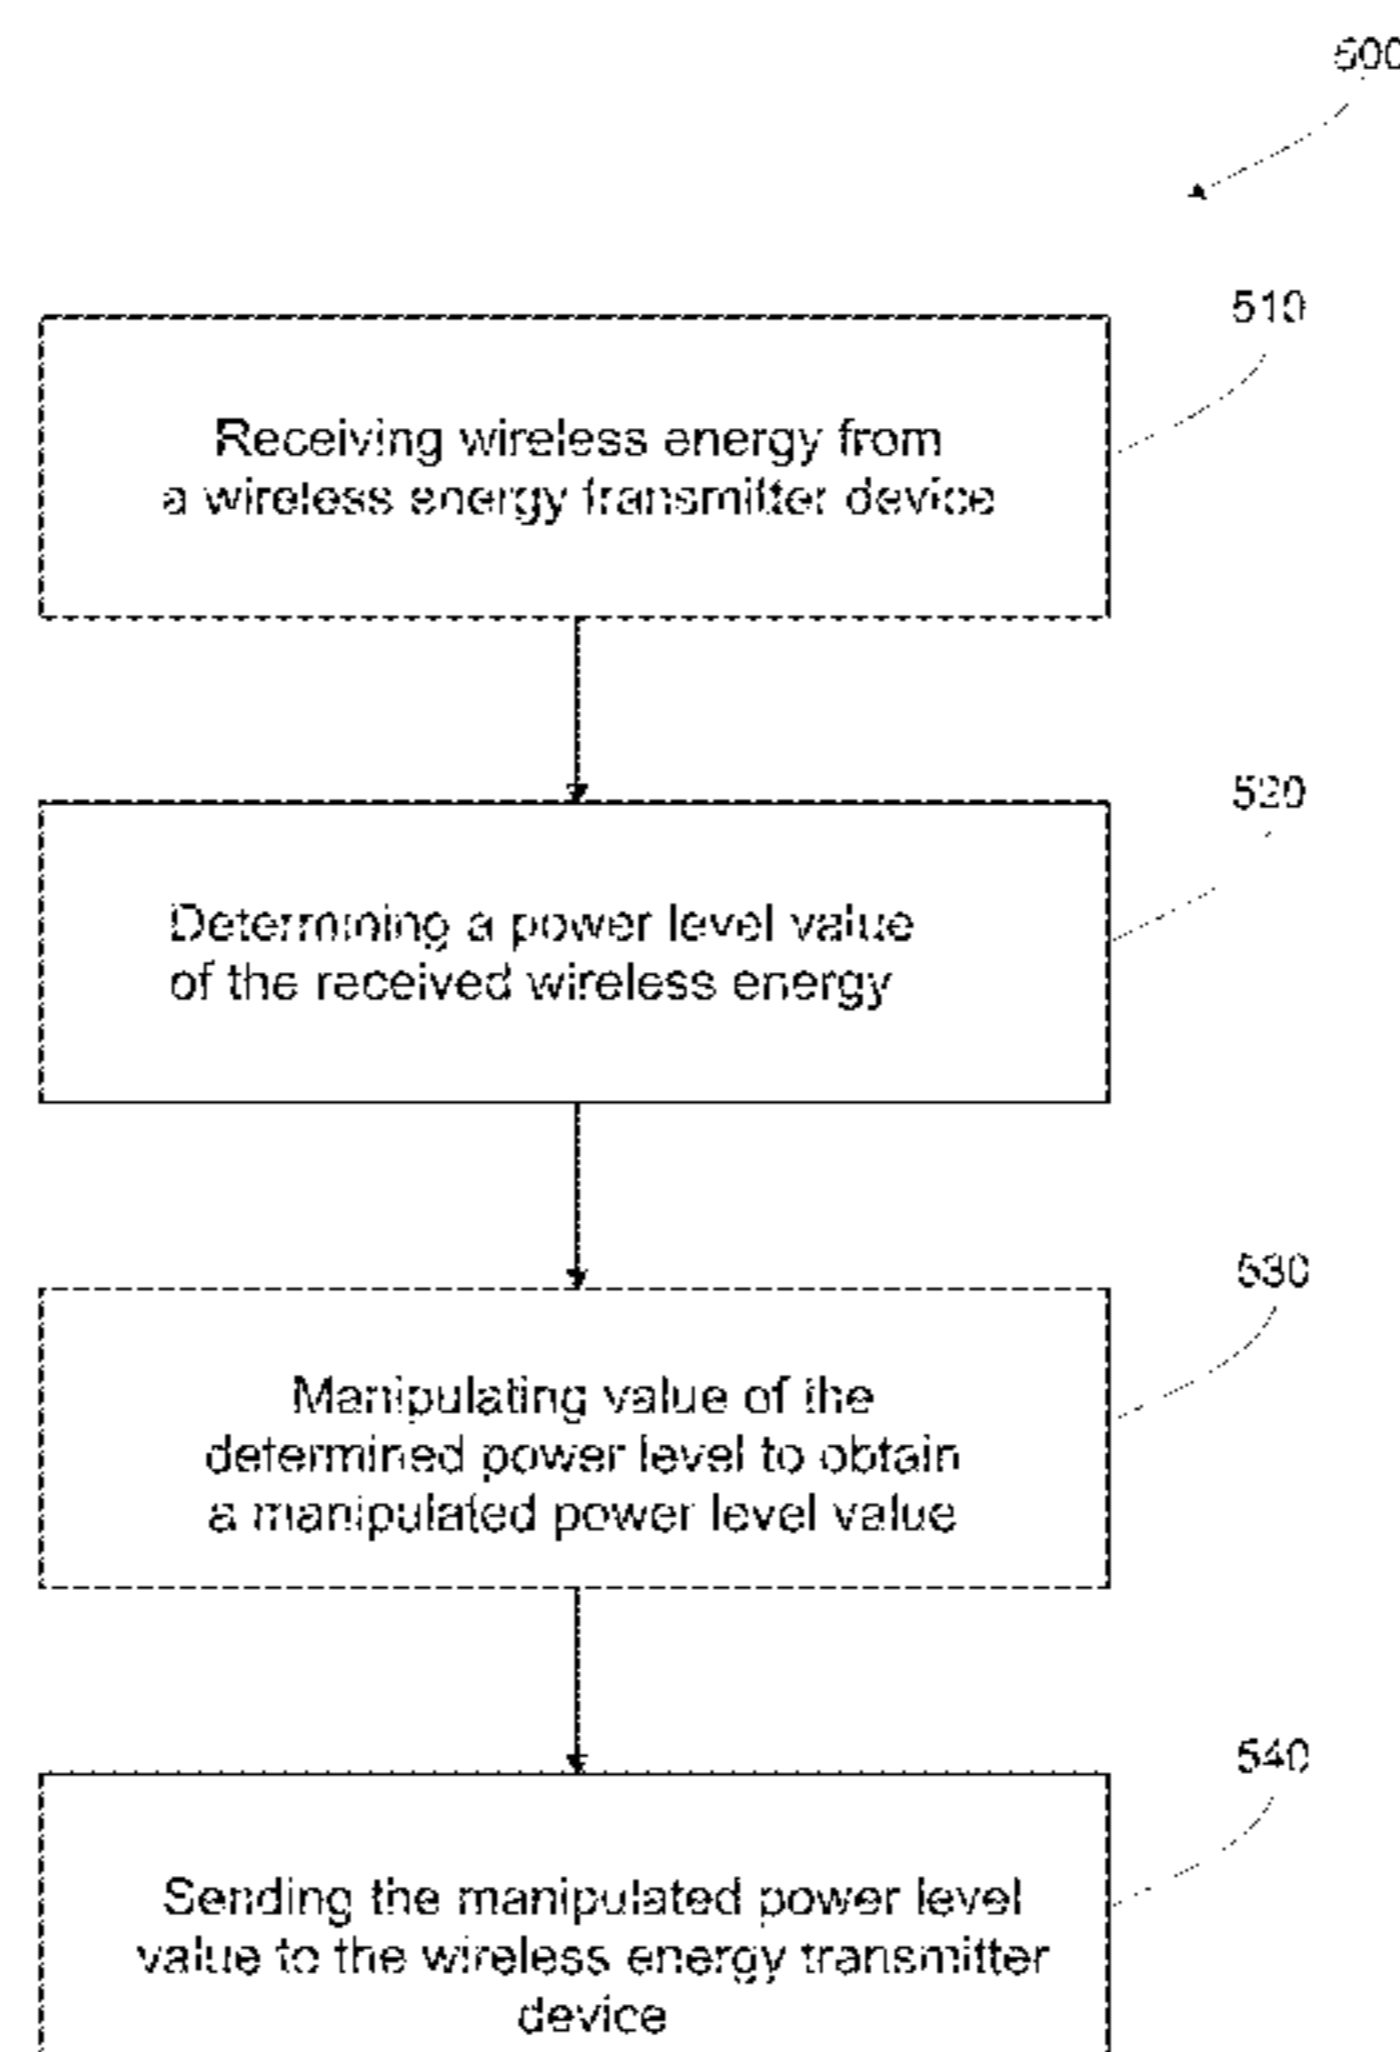 500
510
Receiving wireless energy from
a wireless energy transmitter device
520
Determining a power level value
of the received wireless energy
530
Manipulating value of the
determined power level to obtain
a manipulated power level value
540
Sending the manipulated power level
value to the wireless energy transmitter
device